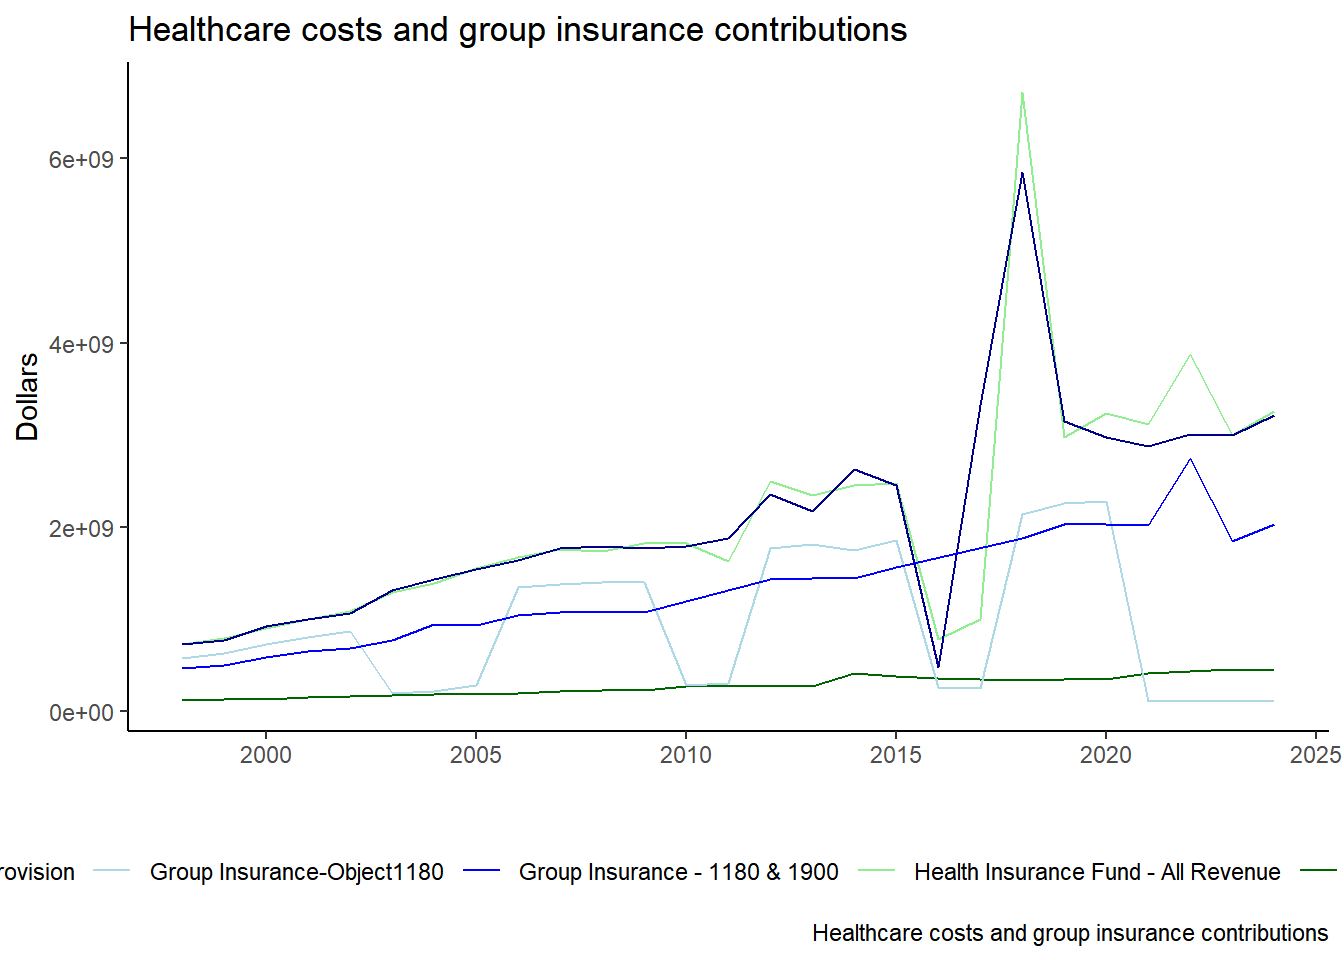 Healthcare costs and group insurance contributions
6e+09
4e+09
2e+09
0e+00
Dollars
2000 2005 2010 2015 2020 2025
rovision Group Insurance-Object1180 Group Insurance - 1180 & 1900 Health Insurance Fund - All Revenue
Healthcare costs and group insurance contributions